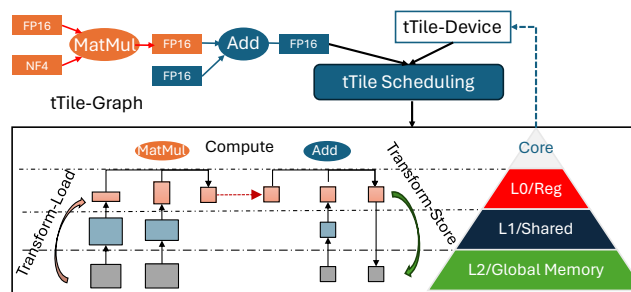 FP16
MatMul
FP16
Add
FP16
tTile-Device
NF4
FP16
tTile-Graph
tTile Scheduling
MatMul
Compute
Add
Core
Transform-Load
Transform-Store
L0/Reg
L1/Shared
L2/Global Memory